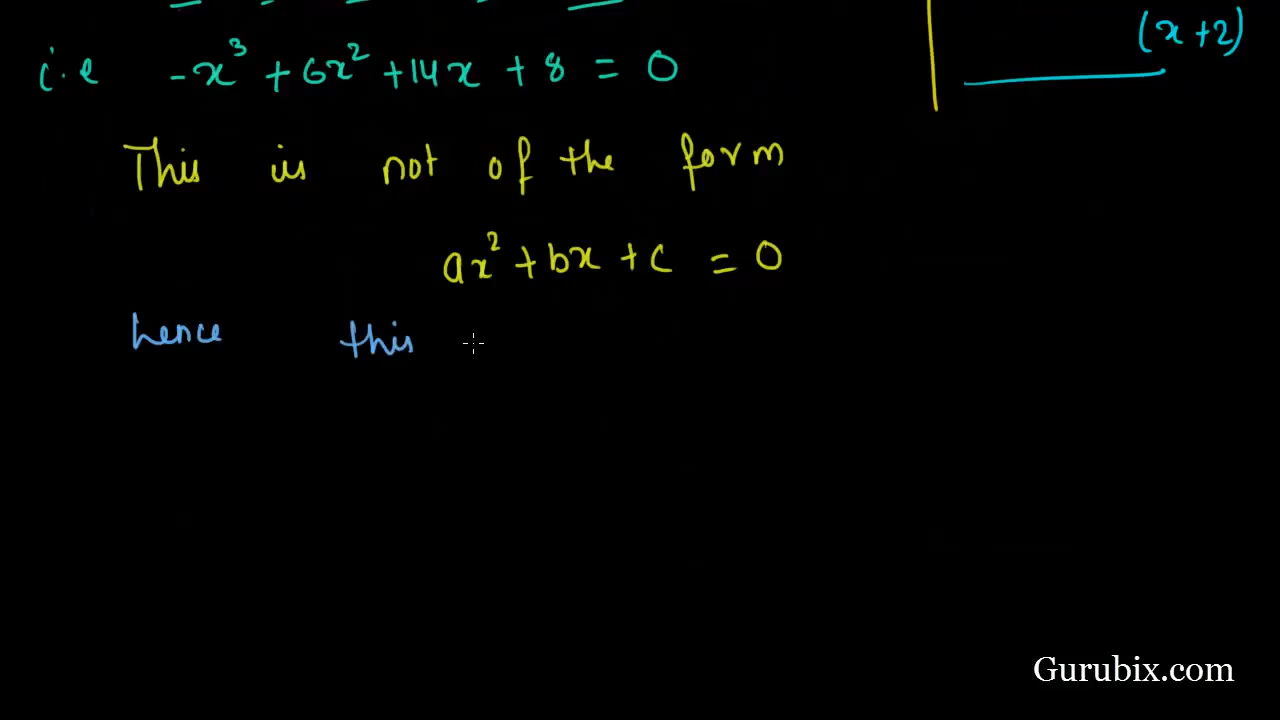 (x+2)
i.e -x³ + 6x² + 14x + 8 = 0
This is not of the form
ax² + bx + c = 0
hence this
Gurubix.com